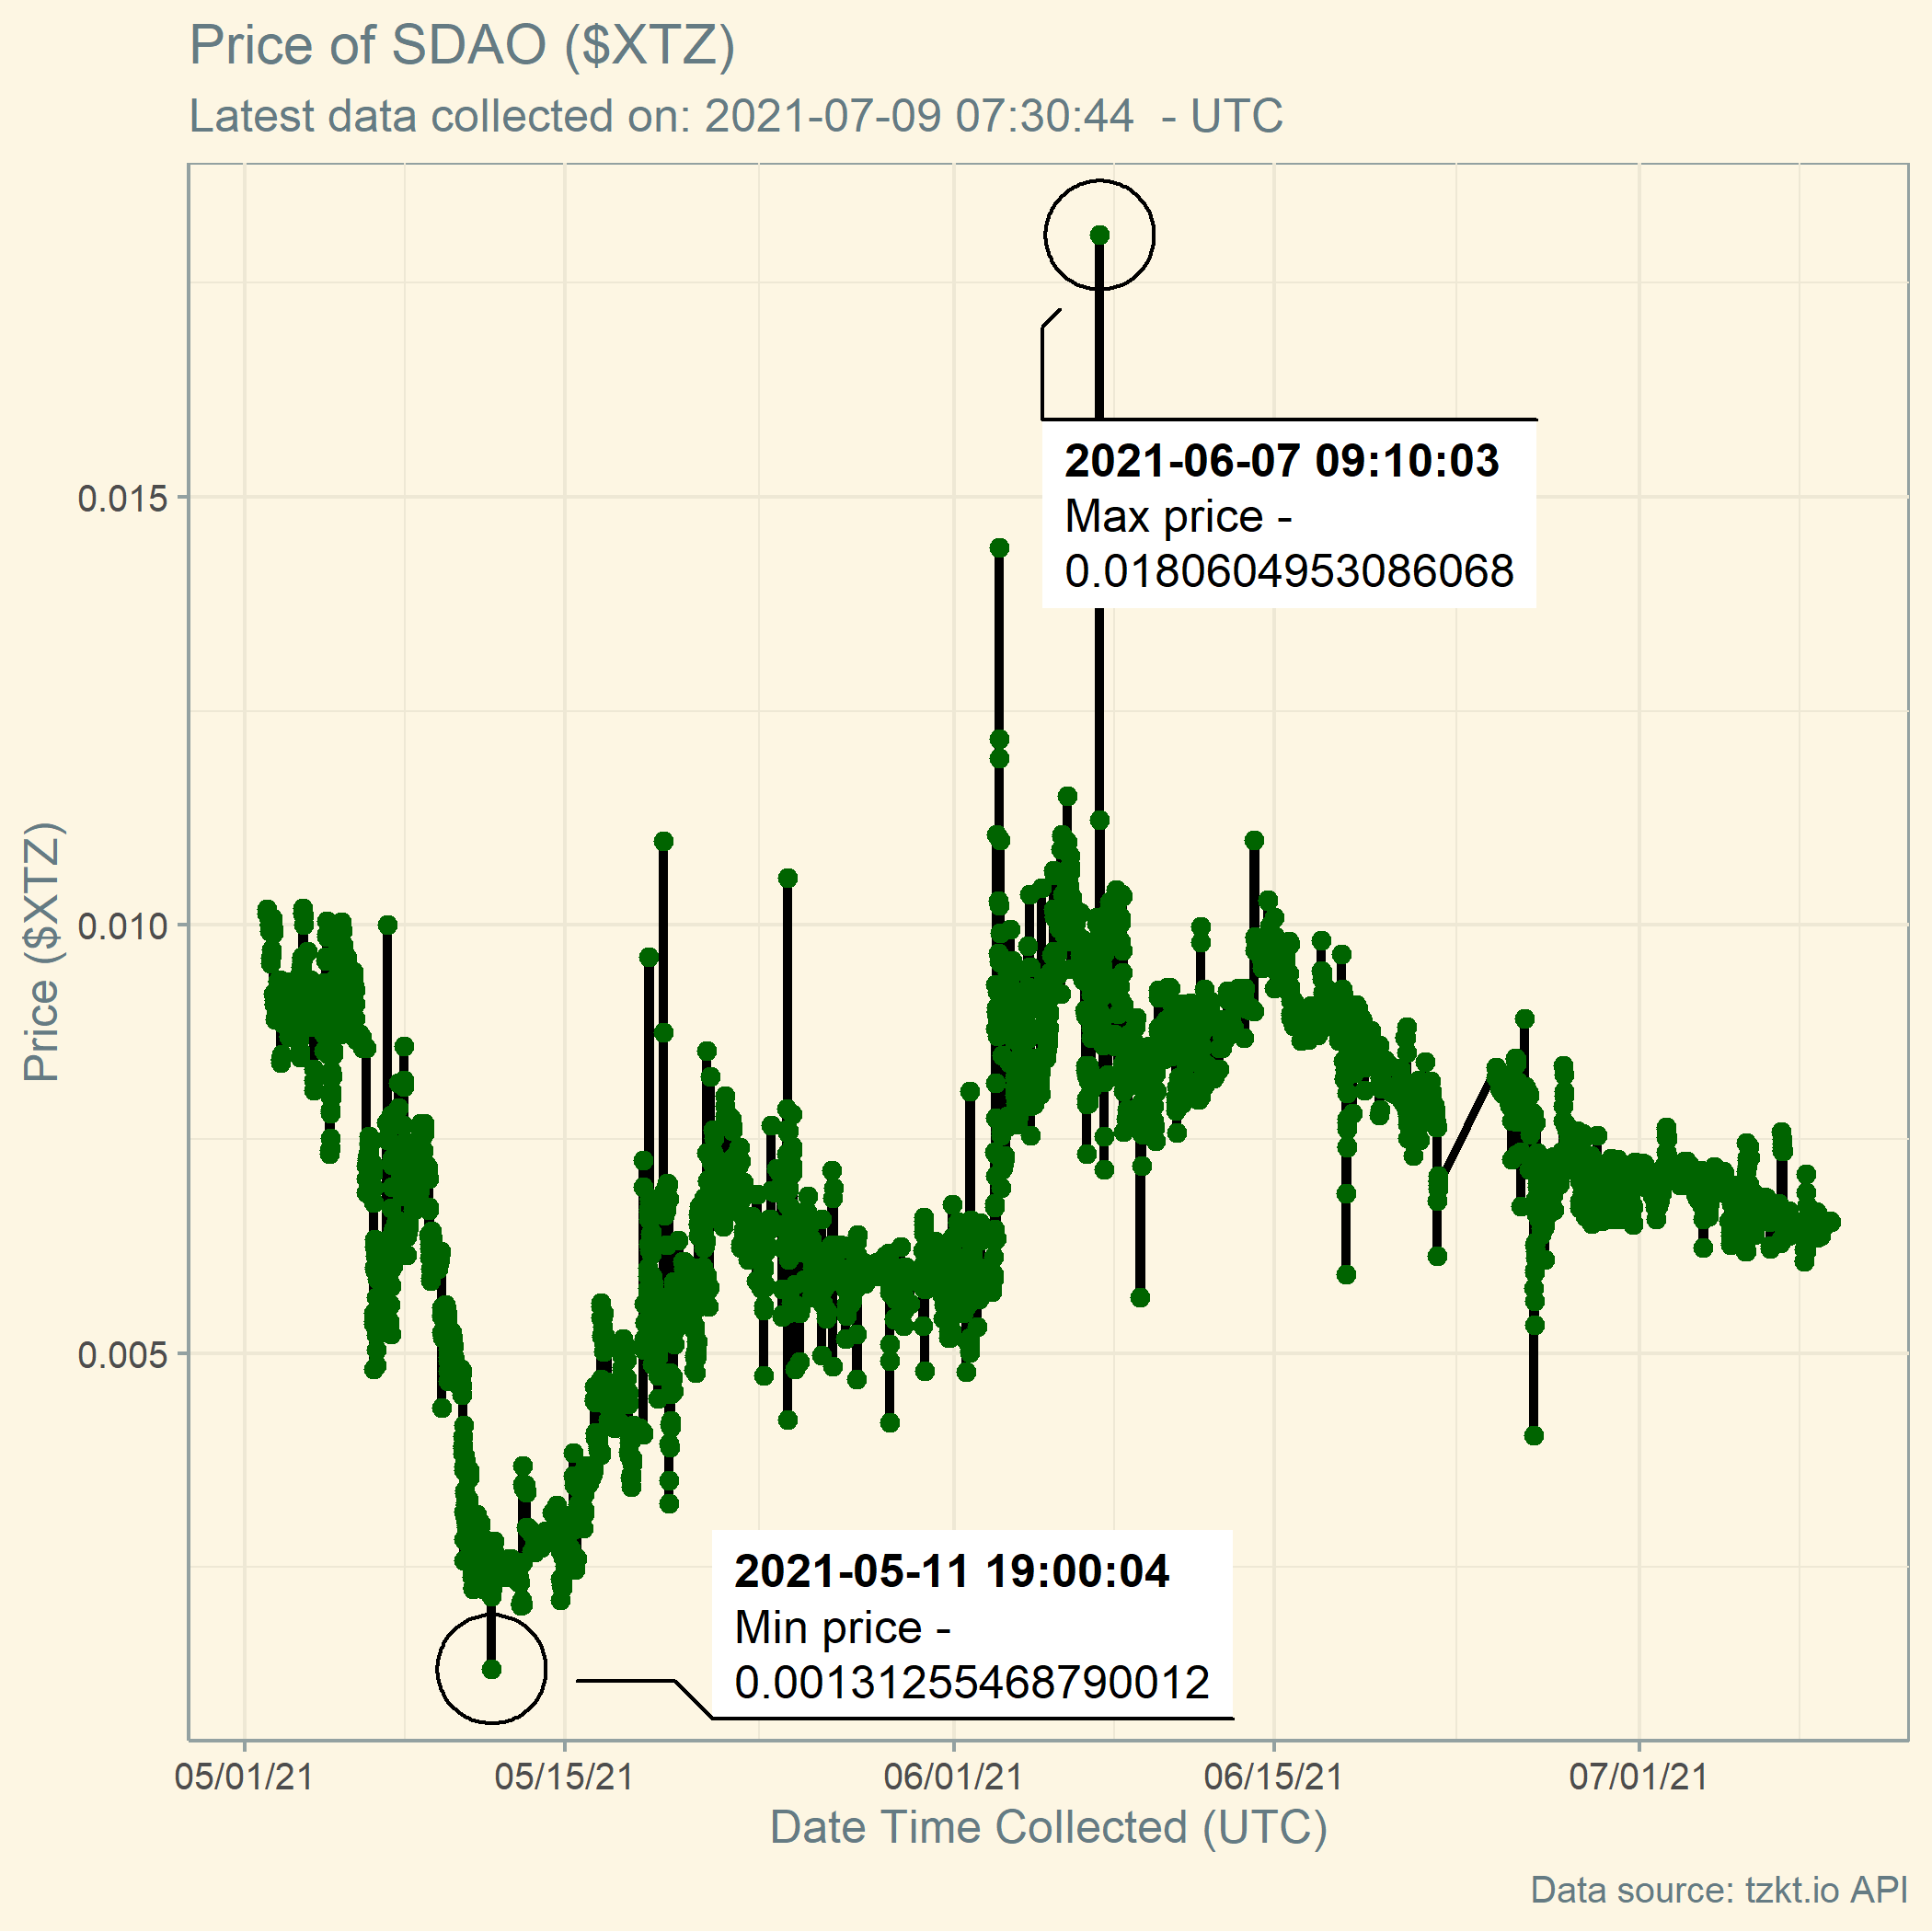 Price of SDAO ($XTZ)
Latest data collected on: 2021-07-09 07:30:44  - UTC
2021-06-07 09:10:03
Max price -
0.0180604953086068
0.015
0.010
0.005
Price ($XTZ)
2021-05-11 19:00:04
Min price -
0.00131255468790012
05/01/21
05/15/21
06/01/21
06/15/21
07/01/21
Date Time Collected (UTC)
Data source: tzkt.io API